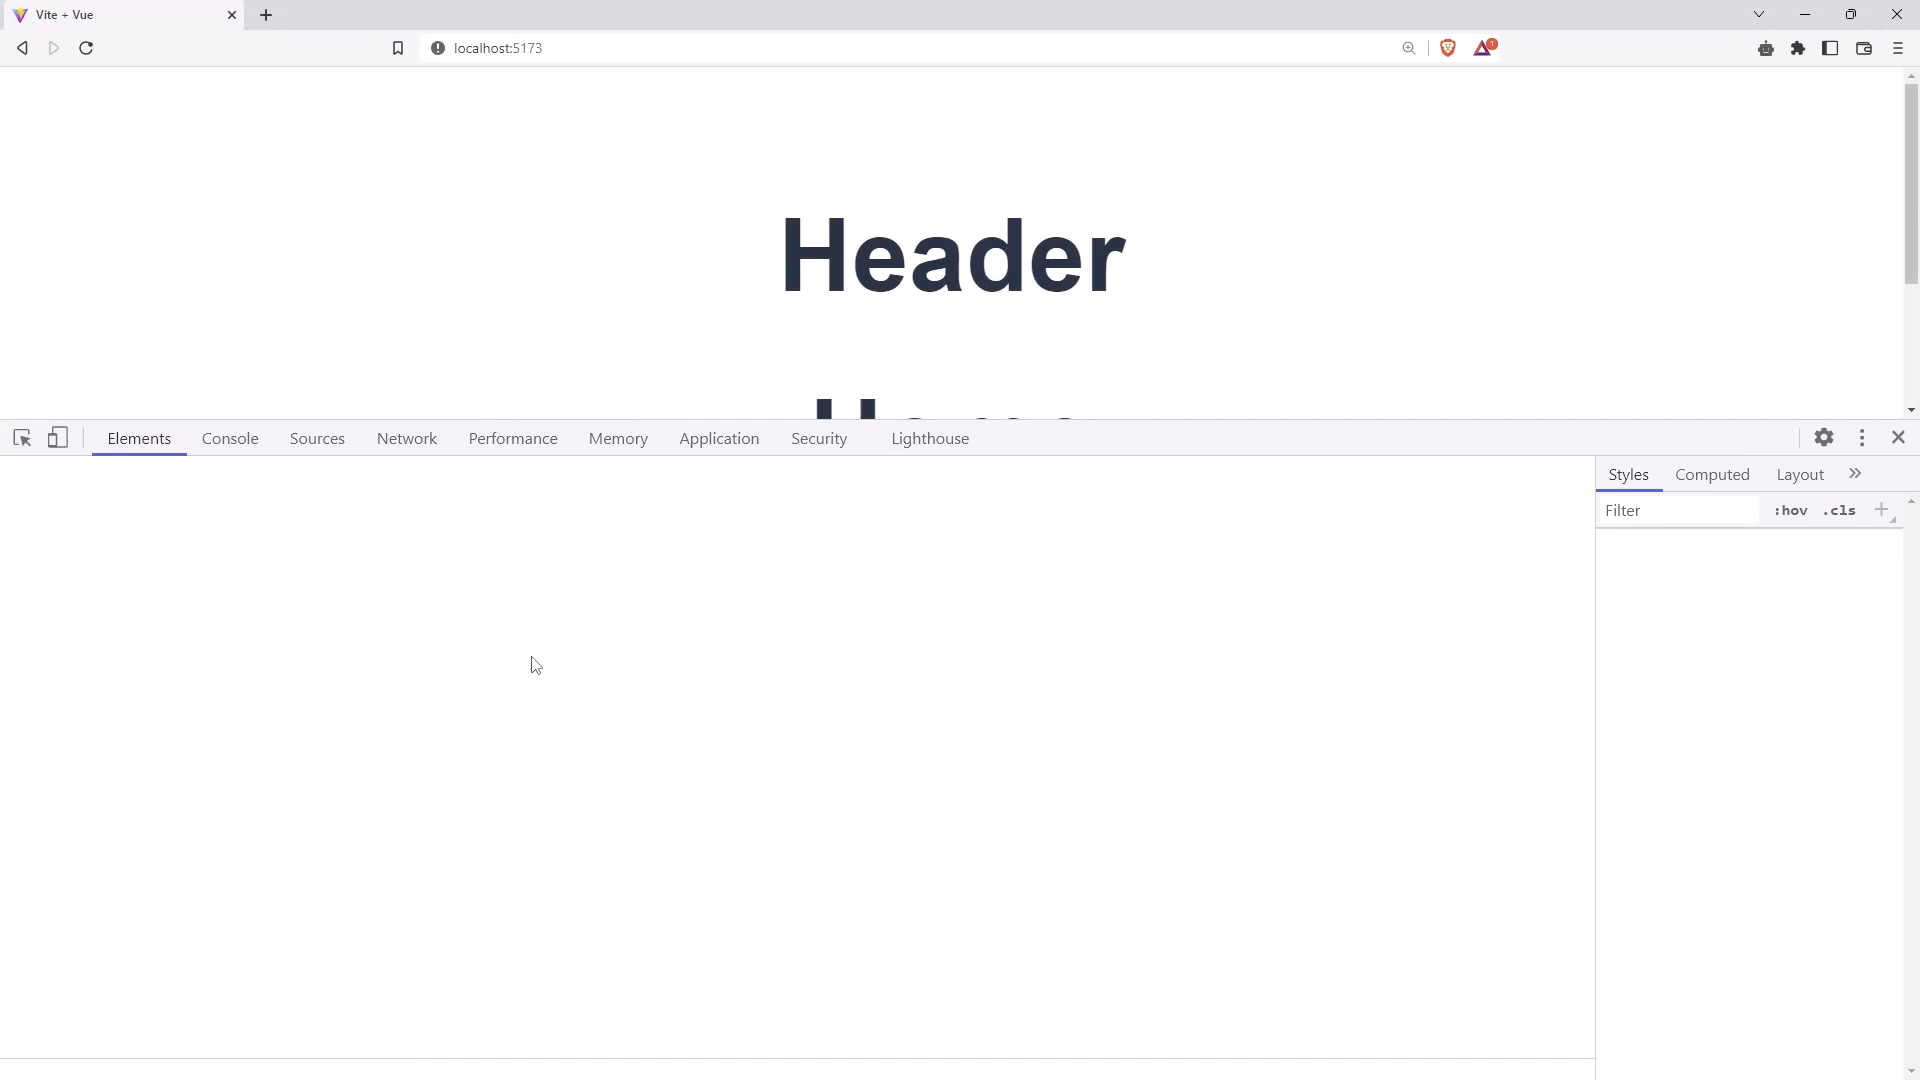 Vite + Vue
localhost:5173
1
Header
Elements Console Sources Network Performance Memory Application Security Lighthouse
Styles Computed Layout
Filter :hov .cls